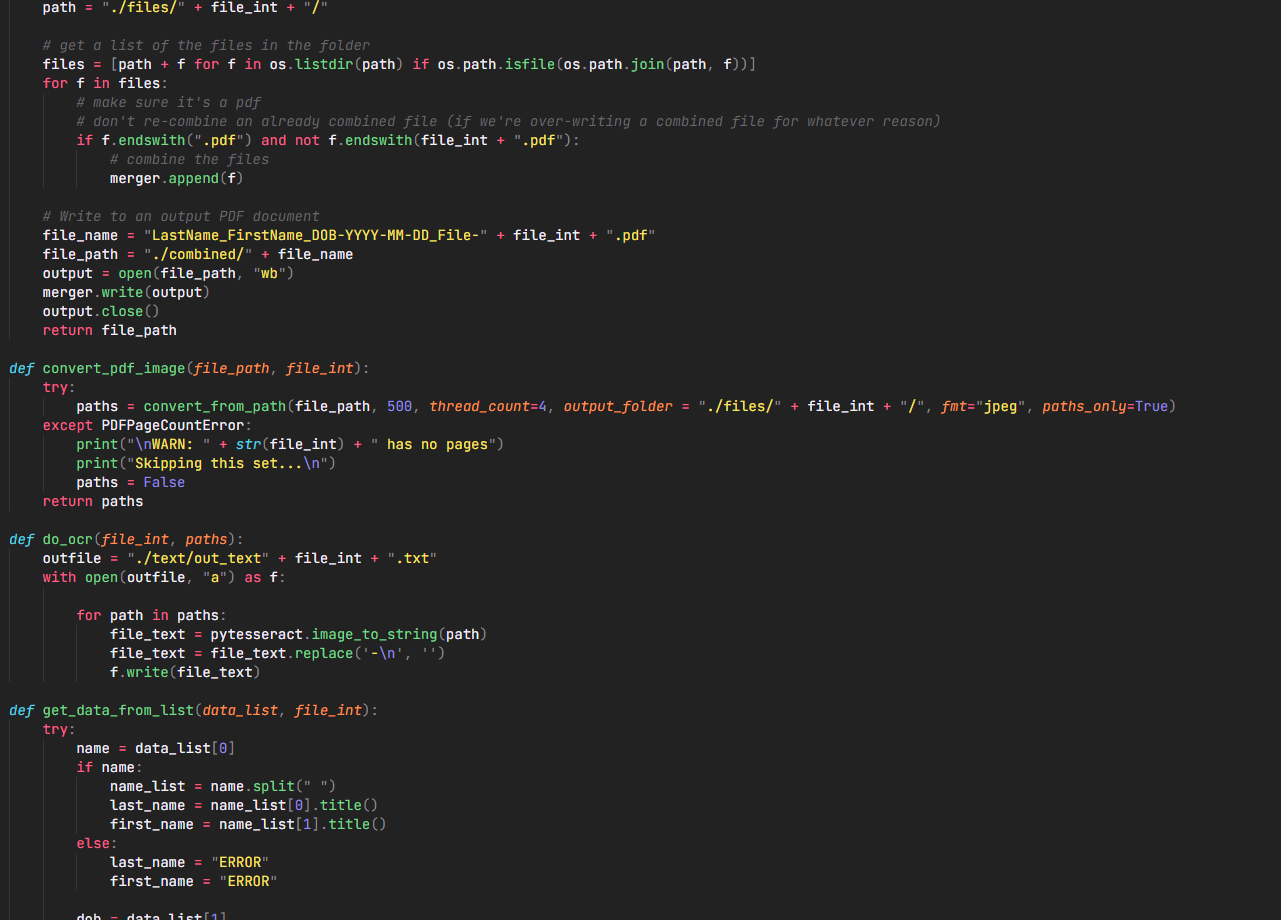 path = "./files/" + file_int + "/"
# get a list of the files in the folder
files = [path + f for f in os.listdir(path) if os.path.isfile(os.path.join(path, f))]
for f in files:
# make sure it's a pdf
# don't re-combine an already combined file (if we're over-writing a combined file for whatever reason)
if f.endswith(".pdf") and not f.endswith(file_int + ".pdf"):
# combine the files
merger.append(f)
# Write to an output PDF document
file_name = "LastName_FirstName_DOB-YYYY-MM-DD_File-" + file_int + ".pdf"
file_path = "./combined/" + file_name
output = open(file_path, "wb")
merger.write(output)
output.close()
return file_path
def convert_pdf_image(file_path, file_int):
try:
paths = convert_from_path(file_path, 500, thread_count=4, output_folder = "./files/" + file_int + "/", fmt="jpeg", paths_only=True)
except PDFPageCountError:
print("\nWARN: " + str(file_int) + " has no pages")
print("Skipping this set...\n")
paths = False
return paths
def do_ocr(file_int, paths):
outfile = "./text/out_text" + file_int + ".txt"
with open(outfile, "a") as f:
for path in paths:
file_text = pytesseract.image_to_string(path)
file_text = file_text.replace('-\n', '')
f.write(file_text)
def get_data_from_list(data_list, file_int):
try:
name = data_list[0]
if name:
name_list = name.split(" ")
last_name = name_list[0].title()
first_name = name_list[1].title()
else:
last_name = "ERROR"
first_name = "ERROR"
dob = data_list[1]